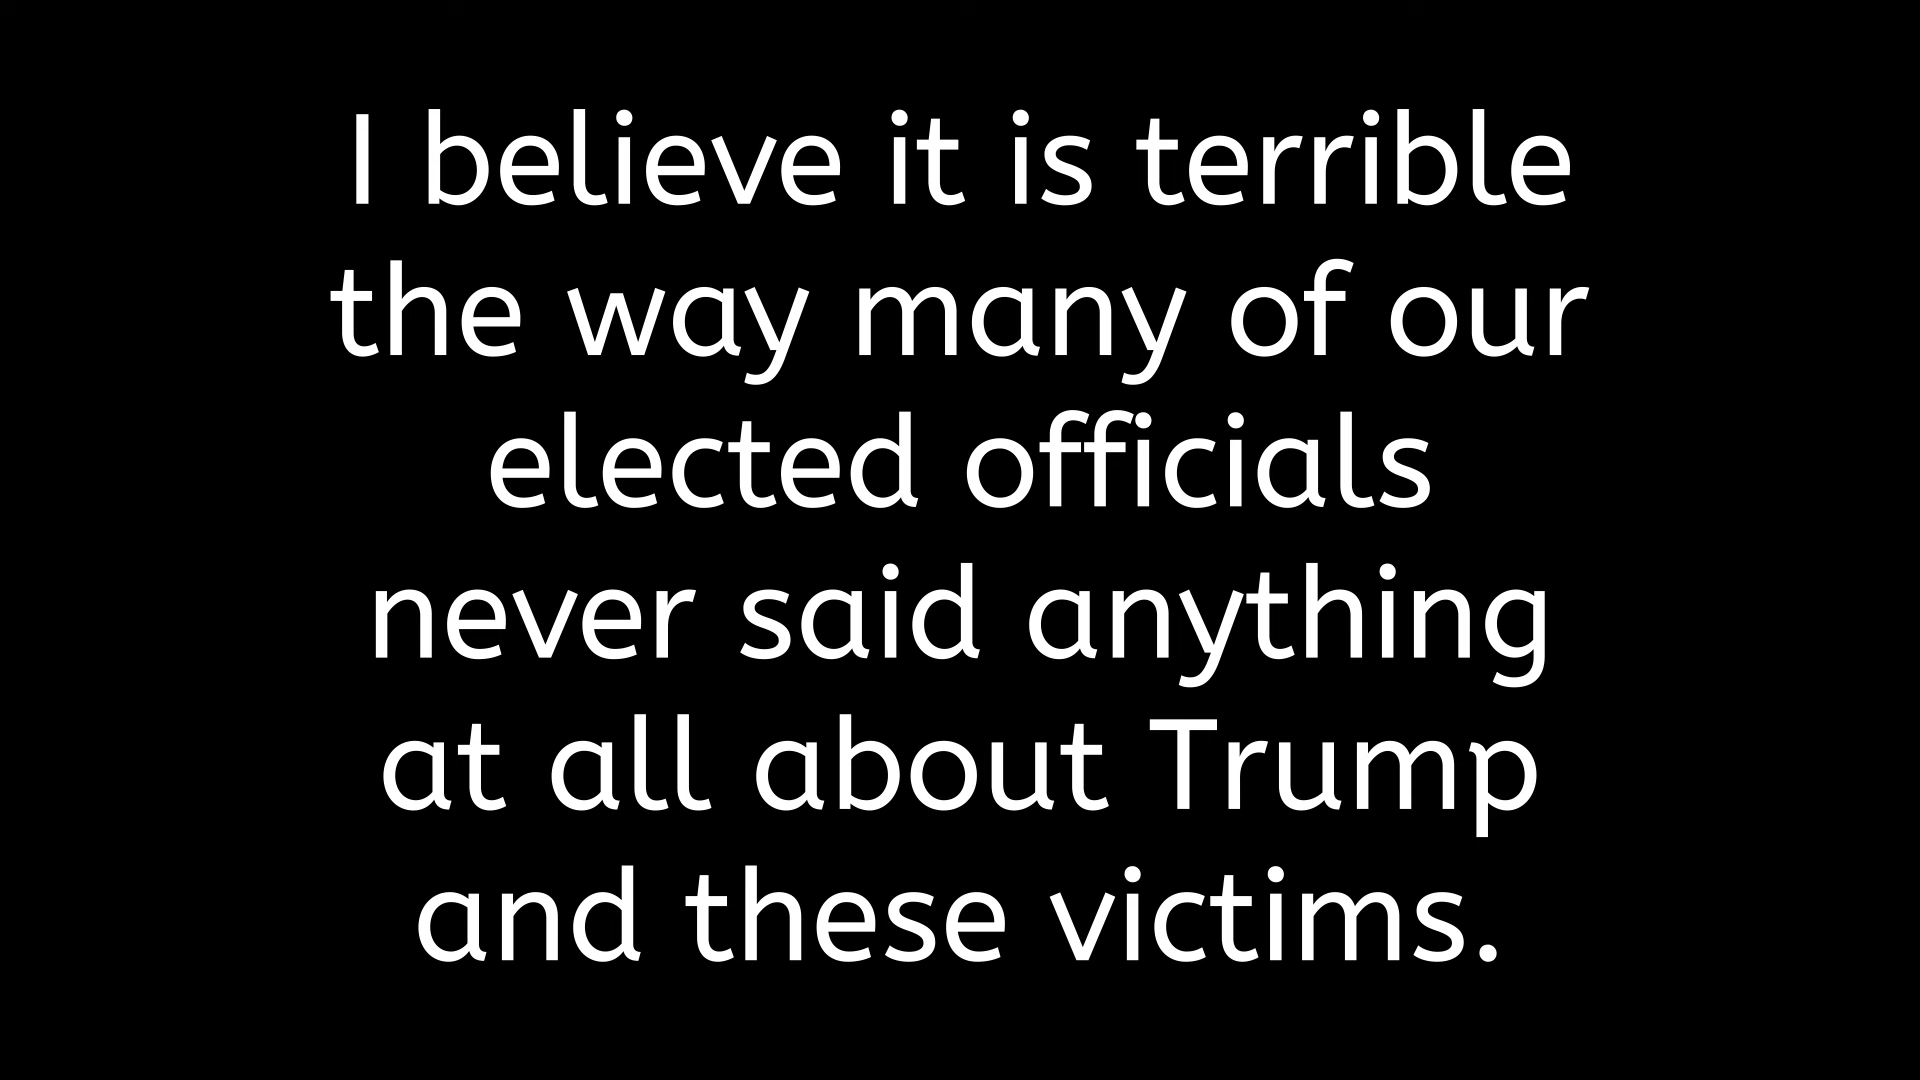 I believe it is terrible
the way many of our
elected officials
never said anything
at all about Trump
and these victims.